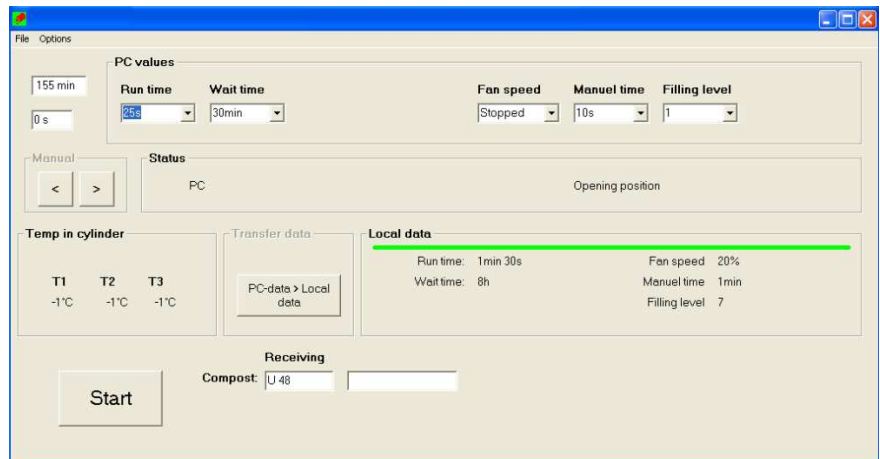 File Options
PC values
155 min
Run time Wait time Fan speed Manuel time Filling level
25s 30min Stopped 10s 1
0 s
Manual Status
< > PC Opening position
Temp in cylinder Transfer data Local data
Run time: 1min 30s Fan speed 20%
T1 T2 T3 PC-data > Local data Wait time: 8h Manuel time 1min
-1°C -1°C -1°C Filling level 7
Receiving
Compost: U 48
Start